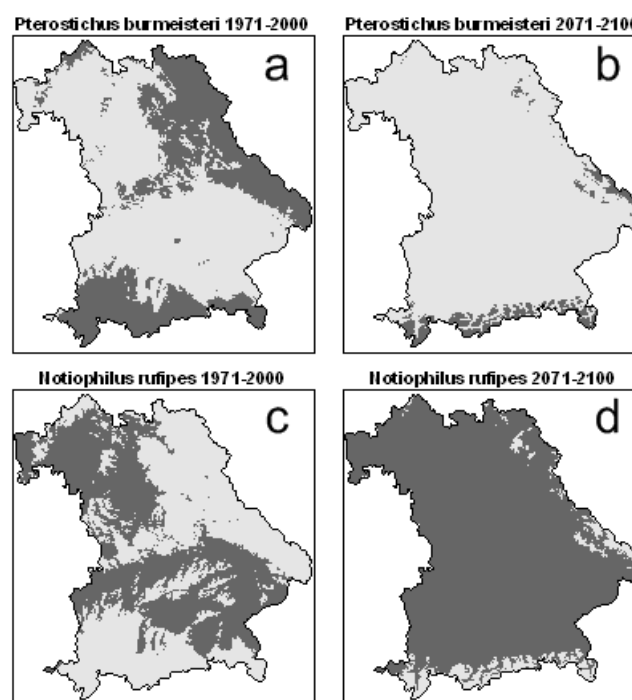 Pterostichus burmeisteri 1971-2000
a
Pterostichus burmeisteri 2071-2100
b
Notiophilus rufipes 1971-2000
c
Notiophilus rufipes 2071-2100
d